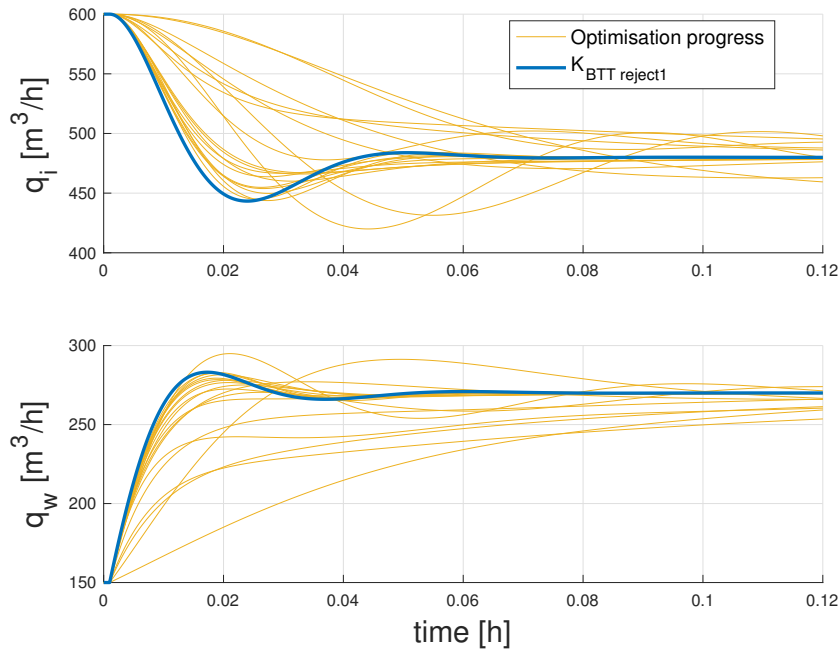 600
550
500
450
400
q_i [m^3/h]
Optimisation progress
K_BTT reject1
0 0.02 0.04 0.06 0.08 0.1 0.12
300
250
200
150
q_w [m^3/h]
0 0.02 0.04 0.06 0.08 0.1 0.12
time [h]